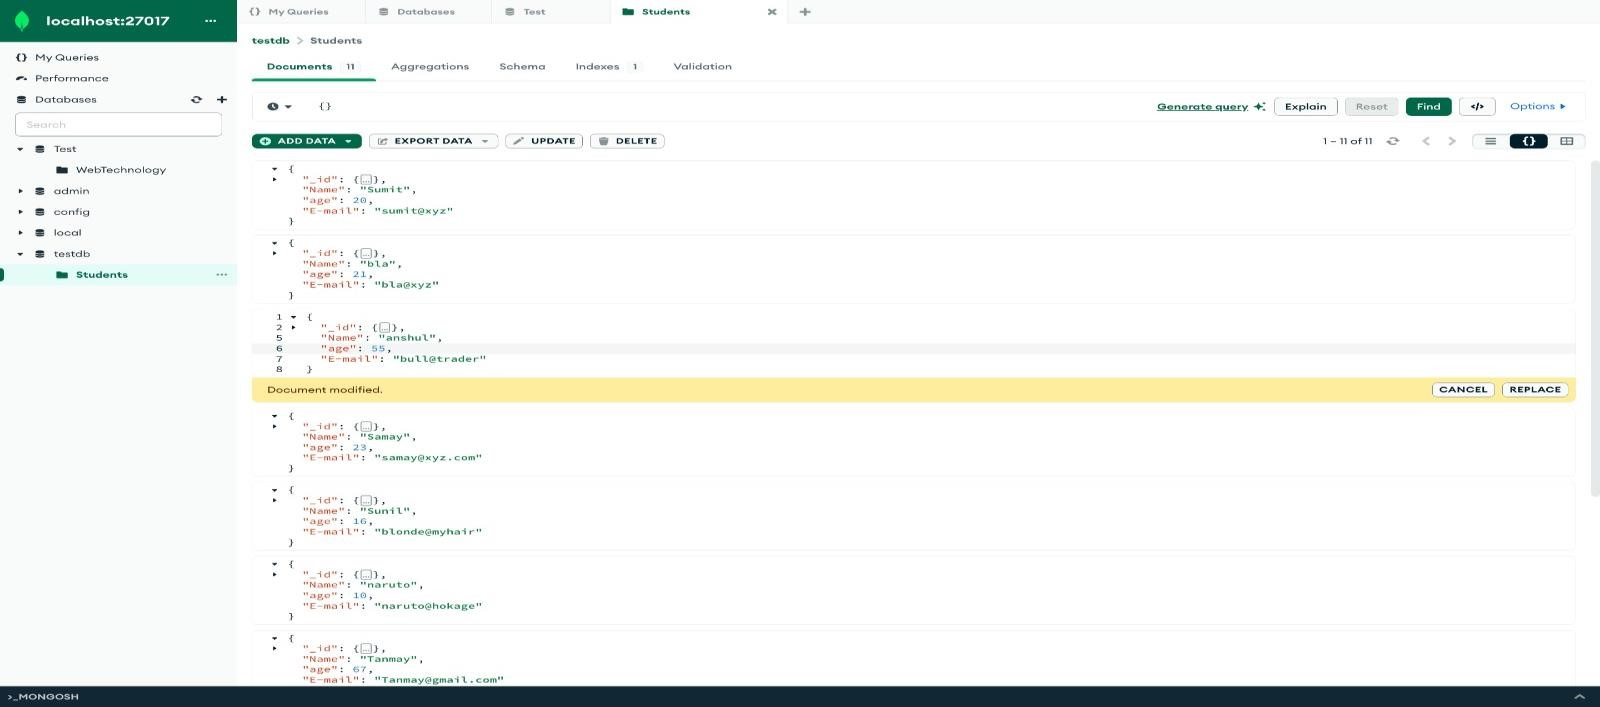 localhost:27017 ...
My Queries
Performance
Databases
Search
Test
WebTechnology
admin
config
local
testdb
Students ...
{} My Queries Databases Test Students
testdb > Students
Documents 11 Aggregations Schema Indexes 1 Validation
{} Generate query Explain Reset Find </> Options
ADD DATA EXPORT DATA UPDATE DELETE 1 – 11 of 11 {}
{
"_id": {...},
"Name": "Sumit",
"age": 20,
"E-mail": "sumit@xyz"
}
{
"_id": {...},
"Name": "bla",
"age": 21,
"E-mail": "bla@xyz"
}
1 {
2 "_id": {...},
5 "Name": "anshul",
6 "age": 55,
7 "E-mail": "bull@trader"
8 }
Document modified. CANCEL REPLACE
{
"_id": {...},
"Name": "Samay",
"age": 23,
"E-mail": "samay@xyz.com"
}
{
"_id": {...},
"Name": "Sunil",
"age": 16,
"E-mail": "blonde@myhair"
}
{
"_id": {...},
"Name": "naruto",
"age": 10,
"E-mail": "naruto@hokage"
}
{
"_id": {...},
"Name": "Tanmay",
"age": 67,
"E-mail": "Tanmay@gmail.com"
>_MONGOSH